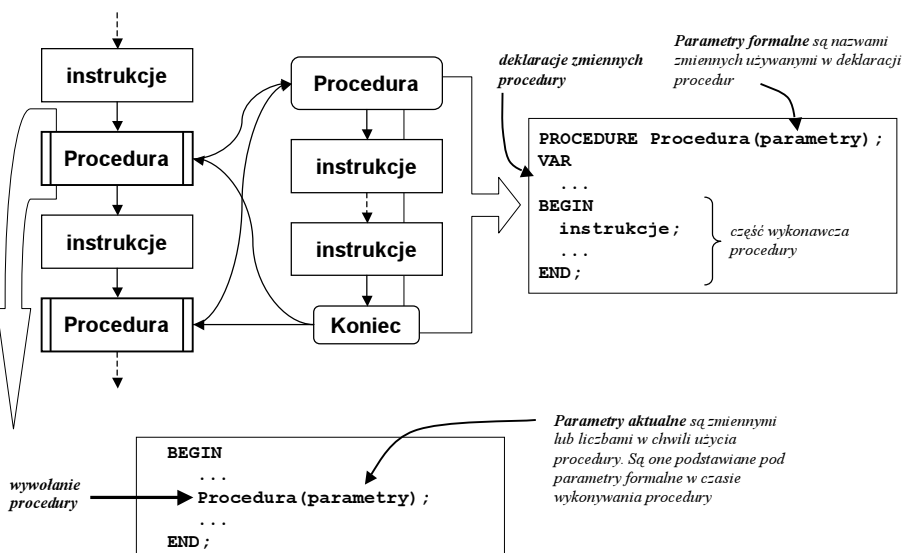 instrukcje
Procedura
instrukcje
Procedura
Procedura
instrukcje
instrukcje
Koniec
deklaracje zmiennych
procedury
Parametry formalne są nazwami
zmiennych używanymi w deklaracji
procedur
PROCEDURE Procedura(parametry);
VAR
...
BEGIN
instrukcje;
...
END;
część wykonawcza
procedury
wywołanie
procedury
BEGIN
...
Procedura(parametry);
...
END;
Parametry aktualne są zmiennymi
lub liczbami w chwili użycia
procedury. Są one podstawiane pod
parametry formalne w czasie
wykonywania procedury